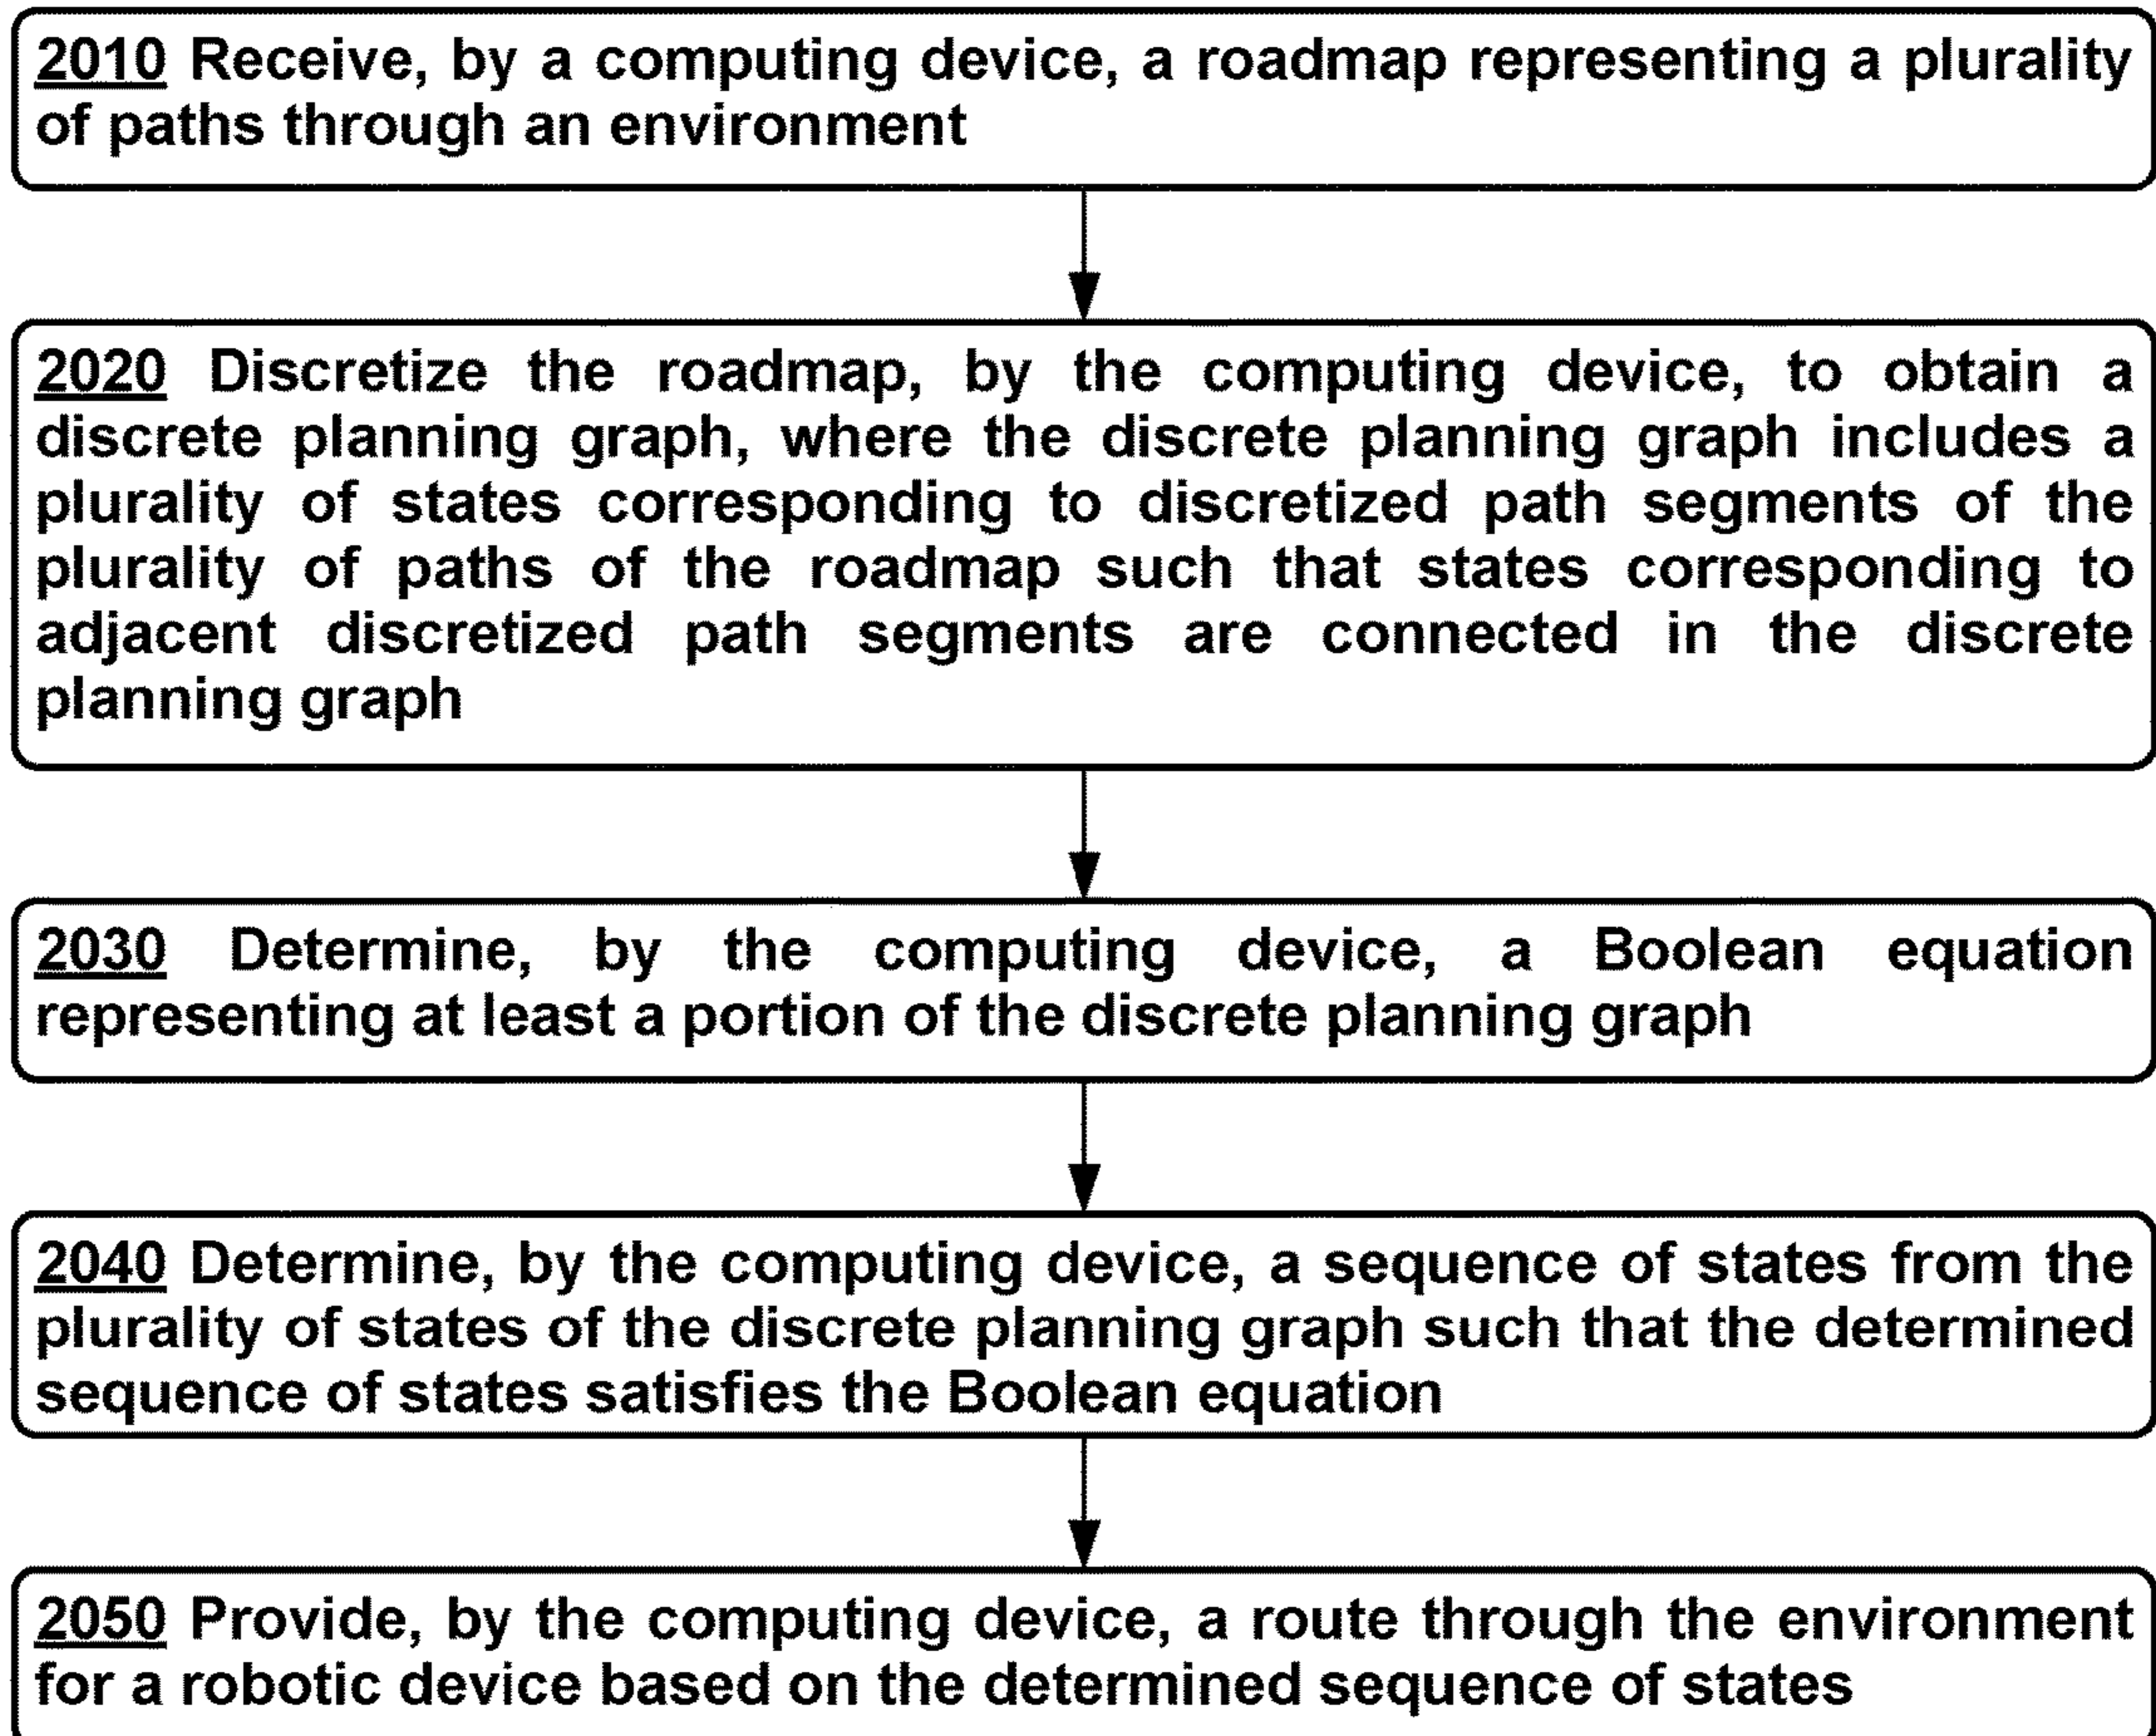 2010 Receive, by a computing device, a roadmap representing a plurality
of paths through an environment
2020 Discretize the roadmap, by the computing device, to obtain a
discrete planning graph, where the discrete planning graph includes a
plurality of states corresponding to discretized path segments of the
plurality of paths of the roadmap such that states corresponding to
adjacent discretized path segments are connected in the discrete
planning graph
2030 Determine, by the computing device, a Boolean equation
representing at least a portion of the discrete planning graph
2040 Determine, by the computing device, a sequence of states from the
plurality of states of the discrete planning graph such that the determined
sequence of states satisfies the Boolean equation
2050 Provide, by the computing device, a route through the environment
for a robotic device based on the determined sequence of states